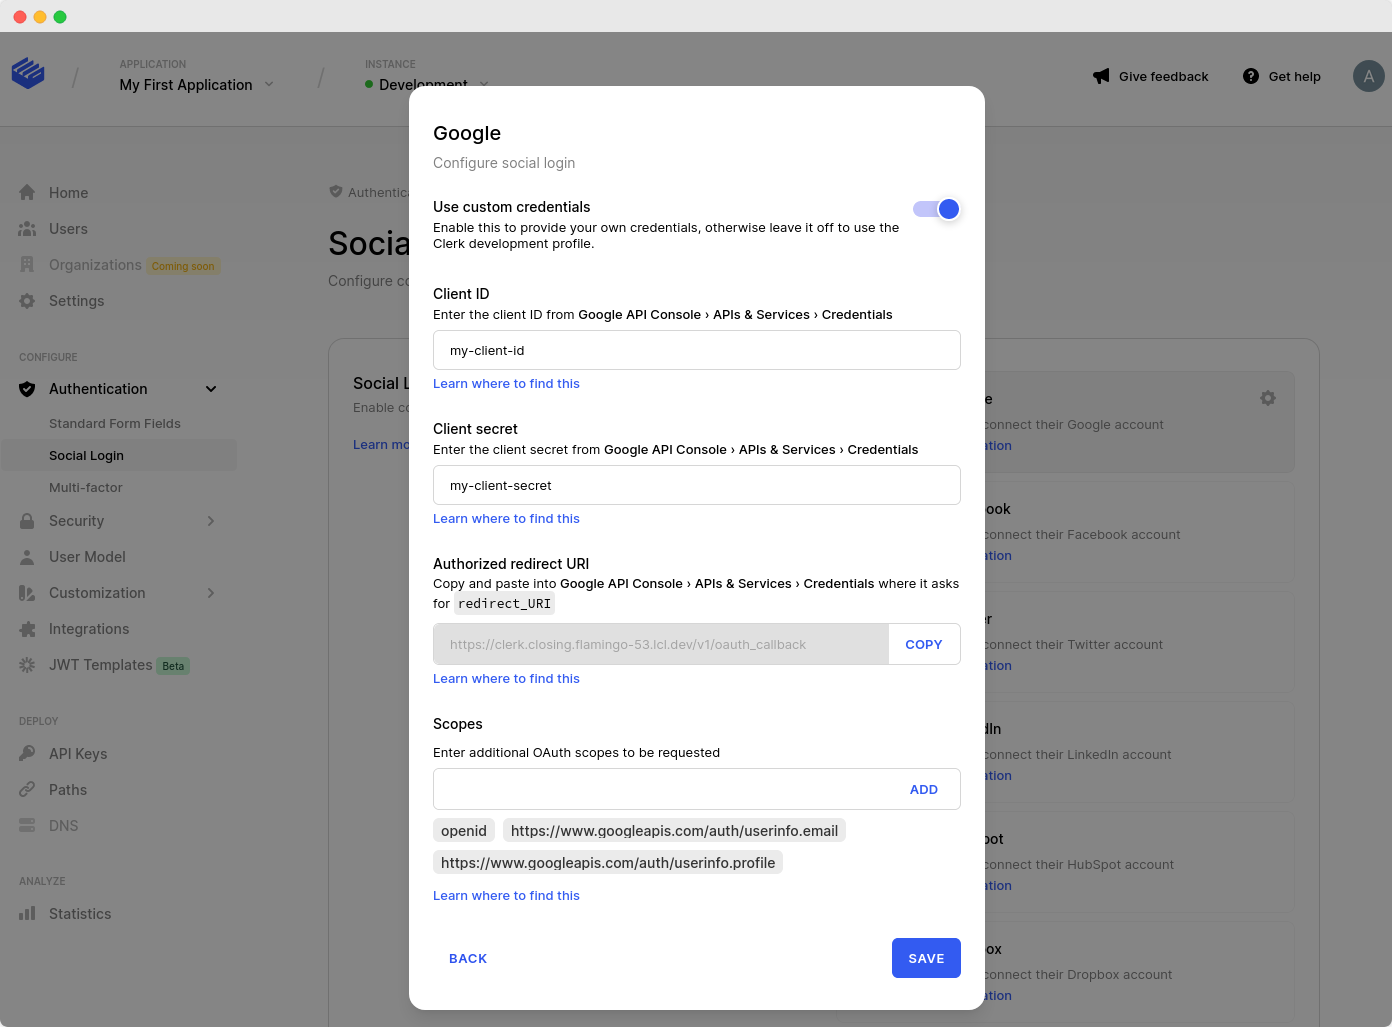 APPLICATION
My First Application
INSTANCE
Development
Give feedback
Get help
A
Home
Users
Organizations Coming soon
Settings
CONFIGURE
Authentication
Standard Form Fields
Social Login
Multi-factor
Security
User Model
Customization
Integrations
JWT Templates Beta
DEPLOY
API Keys
Paths
DNS
ANALYZE
Statistics
Authentica
Socia
Configure co
Social L
Enable co
Learn mo
Google
Configure social login
Use custom credentials
Enable this to provide your own credentials, otherwise leave it off to use the
Clerk development profile.
Client ID
Enter the client ID from Google API Console › APIs & Services › Credentials
my-client-id
Learn where to find this
Client secret
Enter the client secret from Google API Console › APIs & Services › Credentials
my-client-secret
Learn where to find this
Authorized redirect URI
Copy and paste into Google API Console › APIs & Services › Credentials where it asks
for redirect_URI
https://clerk.closing.flamingo-53.lcl.dev/v1/oauth_callback
COPY
Learn where to find this
Scopes
Enter additional OAuth scopes to be requested
ADD
openid https://www.googleapis.com/auth/userinfo.email
https://www.googleapis.com/auth/userinfo.profile
Learn where to find this
BACK
SAVE
e
connect their Google account
ation
ook
connect their Facebook account
ation
er
connect their Twitter account
ation
dIn
connect their LinkedIn account
ation
pot
connect their HubSpot account
ation
ox
connect their Dropbox account
ation